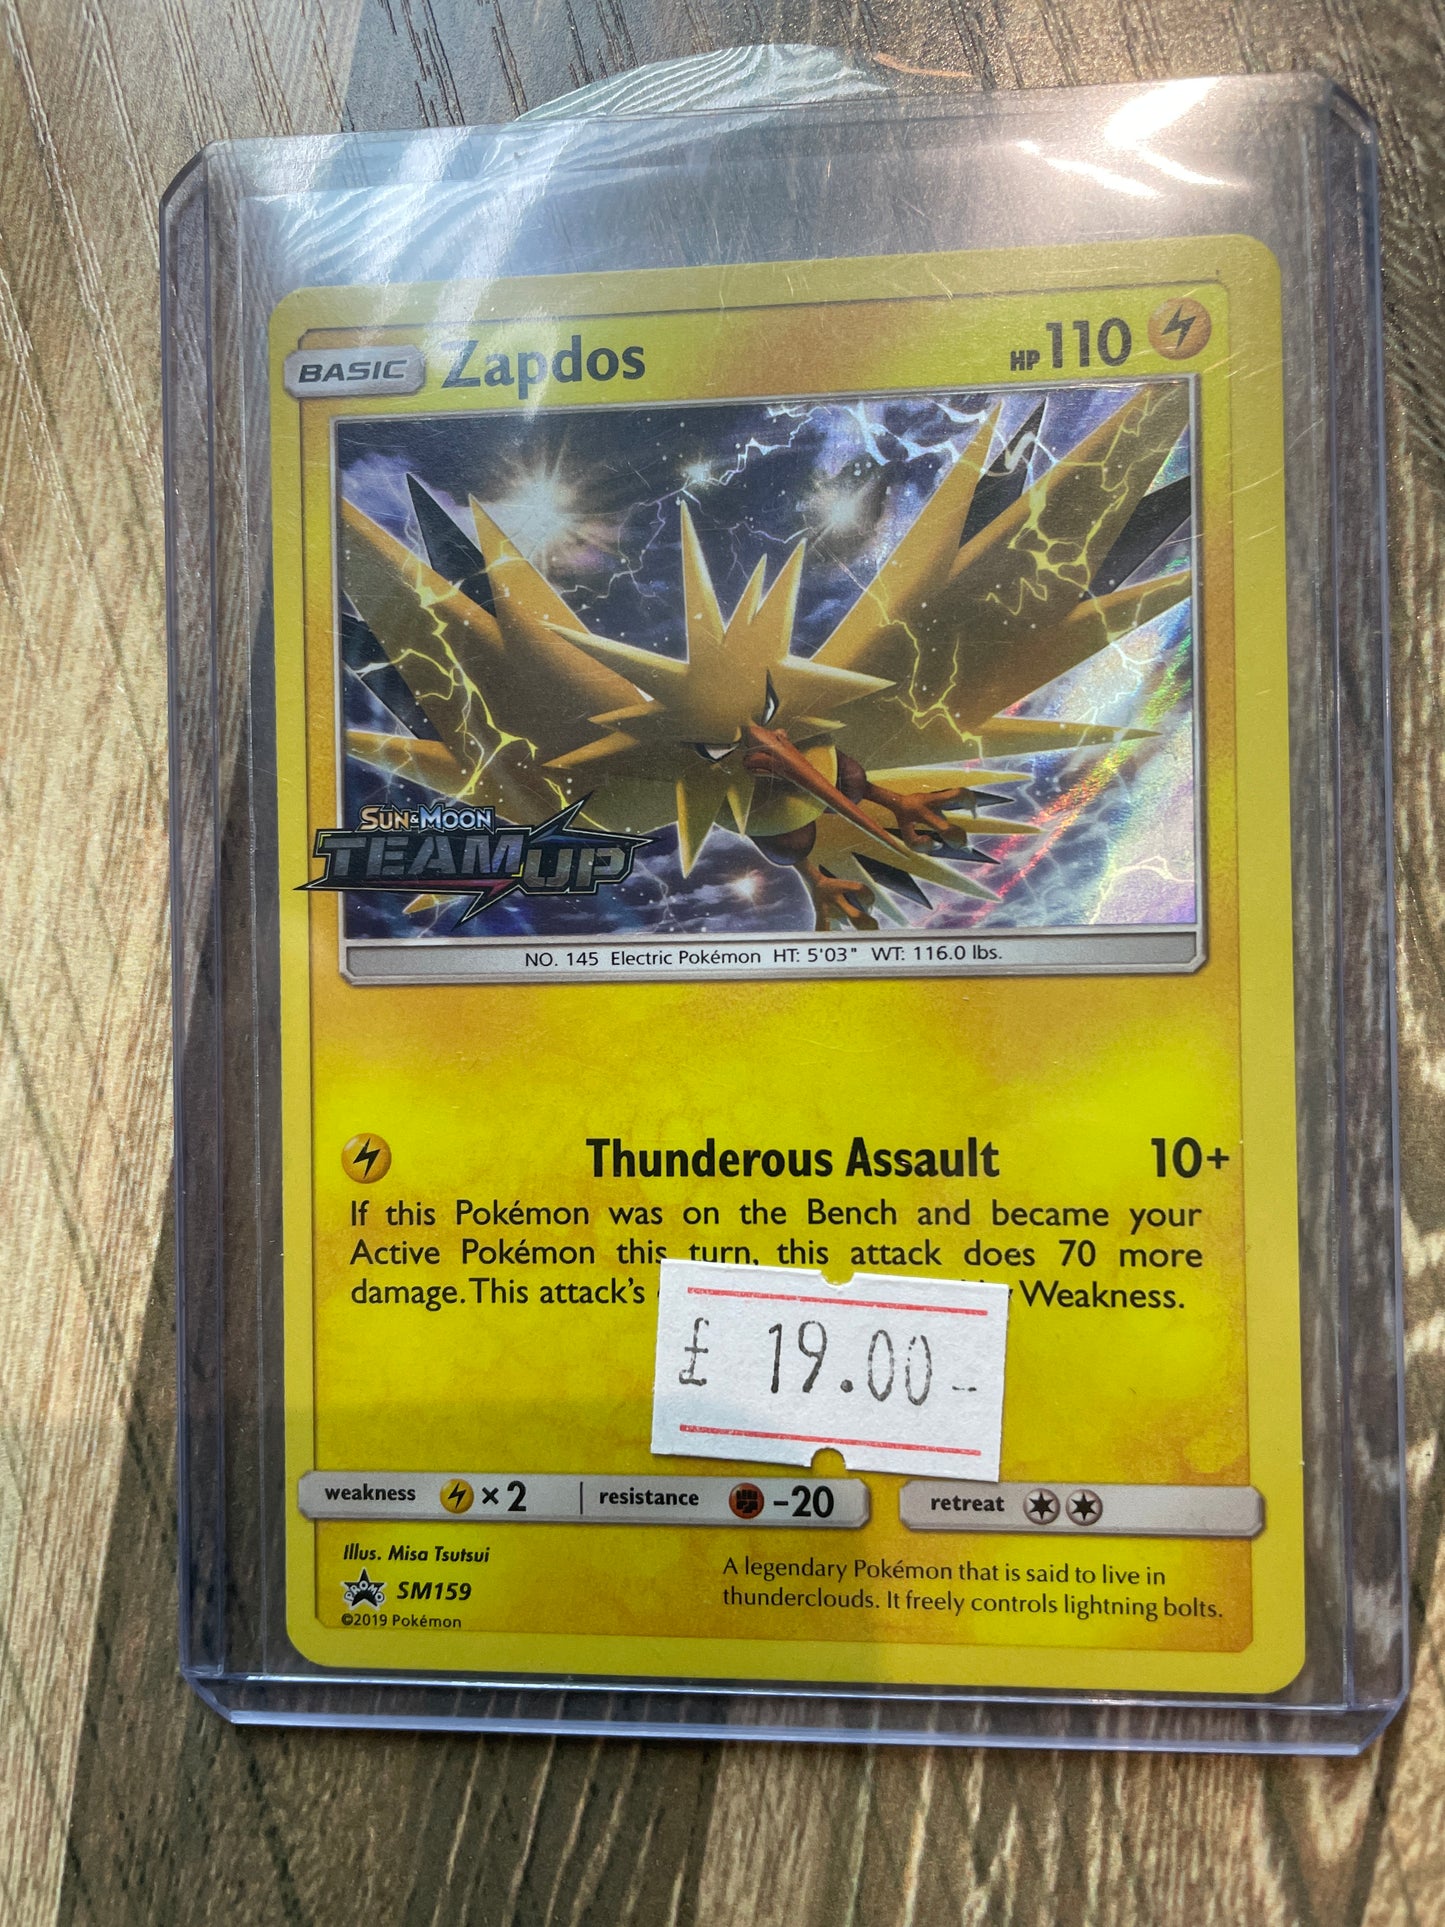 BASIC Zapdos HP 110
SUN & MOON
TEAM UP
NO. 145 Electric Pokémon HT: 5'03" WT: 116.0 lbs.
Thunderous Assault 10+
If this Pokémon was on the Bench and became your
Active Pokémon this turn, this attack does 70 more
damage. This attack's Weakness.
£ 19.00-
weakness ×2 resistance -20 retreat
Illus. Misa Tsutsui
PROMO SM159
©2019 Pokémon
A legendary Pokémon that is said to live in
thunderclouds. It freely controls lightning bolts.